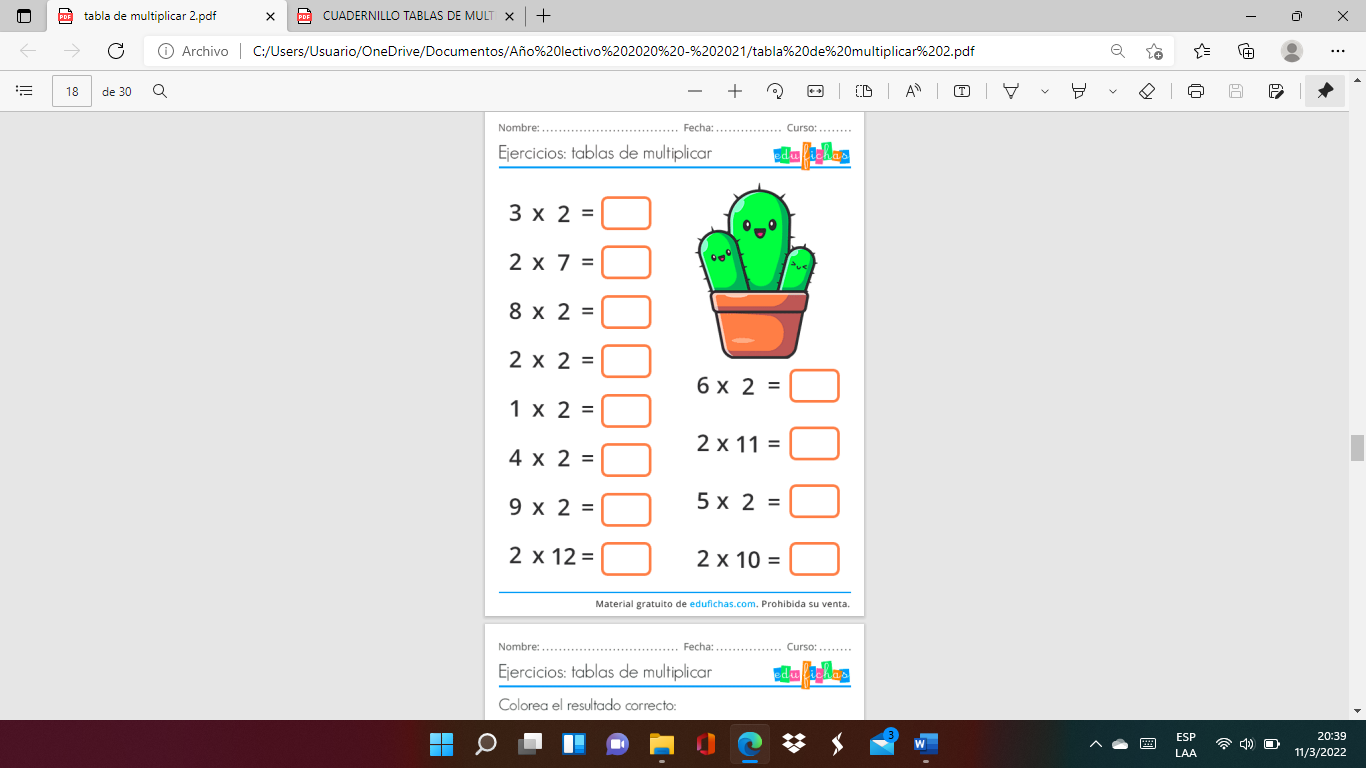 tabla de multiplicar 2.pdf
CUADERNILLO TABLAS DE MULT
Archivo
C:/Users/Usuario/OneDrive/Documentos/Año%20lectivo%202020%20-%202021/tabla%20de%20multiplicar%202.pdf
18 de 30
Nombre: ................................. Fecha: ................ Curso: ........
Ejercicios: tablas de multiplicar
edufichas
3 x 2 =
2 x 7 =
8 x 2 =
2 x 2 =
1 x 2 =
4 x 2 =
9 x 2 =
2 x 12 =
6 x 2 =
2 x 11 =
5 x 2 =
2 x 10 =
Material gratuito de edufichas.com. Prohibida su venta.
Nombre: ................................. Fecha: ................ Curso: ........
Ejercicios: tablas de multiplicar
edufichas
Colorea el resultado correcto:
3
ESP
LAA
20:39
11/3/2022